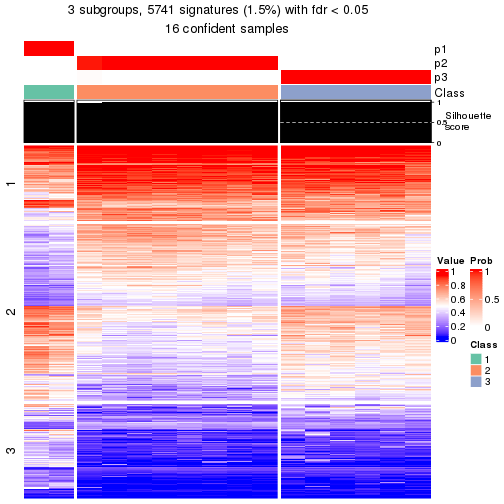 3 subgroups, 5741 signatures (1.5%) with fdr < 0.05
16 confident samples
p1
p2
p3
Class
1
0.5
0
Silhouette
score
1
2
3
Value
1
0.8
0.6
0.4
0.2
0
Prob
1
0.5
0
Class
1
2
3